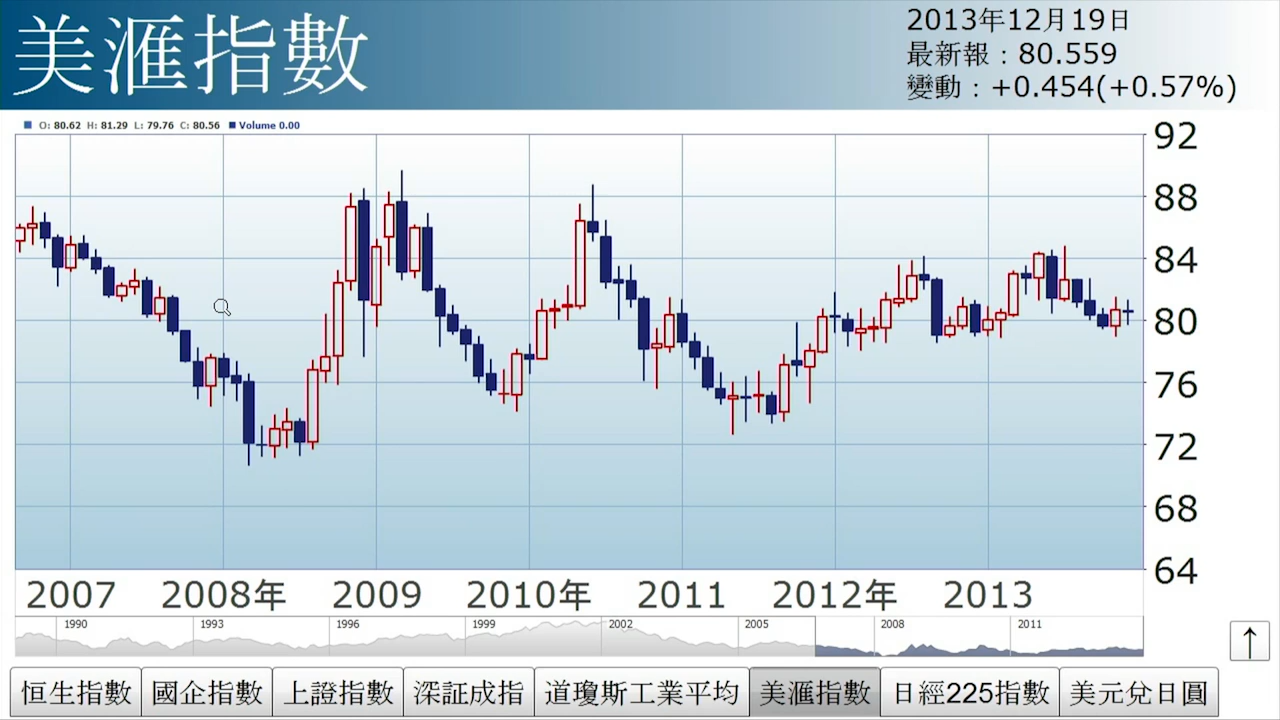 美滙指數
2013年12月19日
最新報：80.559
變動：+0.454(+0.57%)
O: 80.62 H: 81.29 L: 79.76 C: 80.56 Volume 0.00
92
88
84
80
76
72
68
64
2007 2008年 2009 2010年 2011 2012年 2013
1990 1993 1996 1999 2002 2005 2008 2011
恒生指數 國企指數 上證指數 深証成指 道瓊斯工業平均 美滙指數 日經225指數 美元兌日圓